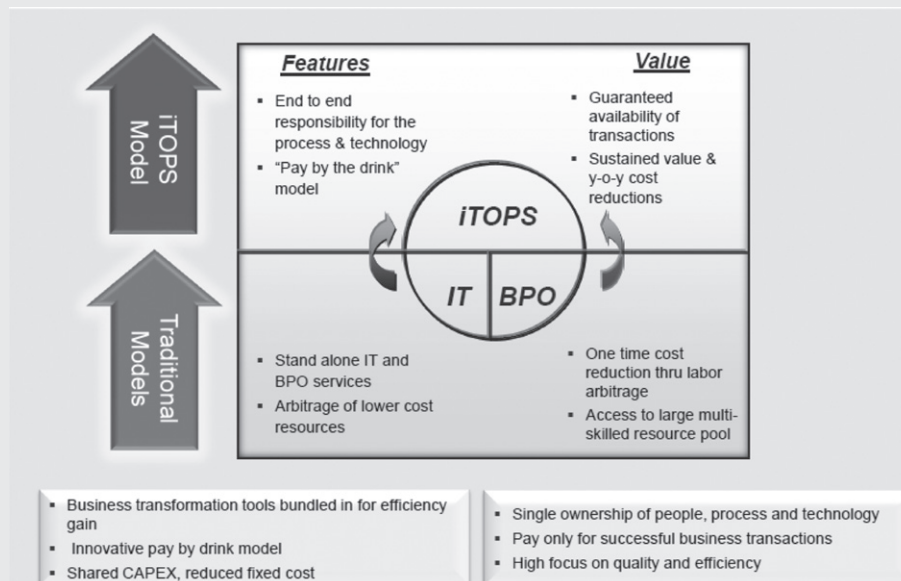 iTOPS
Model
Features
▪ End to end
responsibility for the
process & technology
▪ “Pay by the drink”
model
Value
▪ Guaranteed
availability of
transactions
▪ Sustained value &
y-o-y cost
reductions
iTOPS
IT
BPO
Traditional
Models
▪ Stand alone IT and
BPO services
▪ Arbitrage of lower cost
resources
▪ One time cost
reduction thru labor
arbitrage
▪ Access to large multi-
skilled resource pool
▪ Business transformation tools bundled in for efficiency
gain
▪ Innovative pay by drink model
▪ Shared CAPEX, reduced fixed cost
▪ Single ownership of people, process and technology
▪ Pay only for successful business transactions
▪ High focus on quality and efficiency